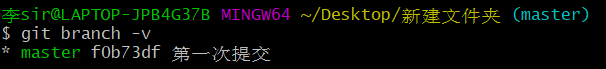 李sir@LAPTOP-JPB4G37B MINGW64 ~/Desktop/新建文件夹 (master)
$ git branch -v
* master f0b73df 第一次提交